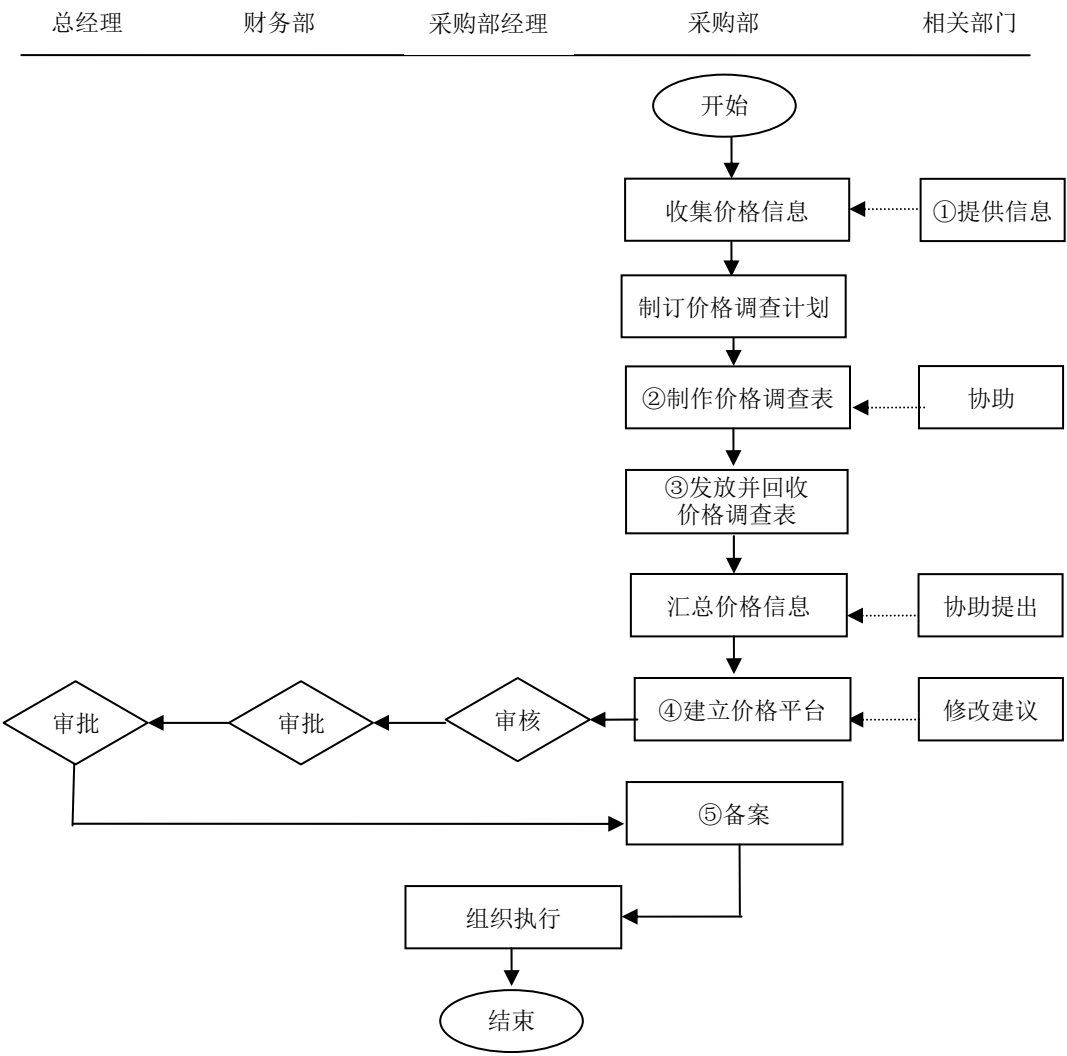 总经理
财务部
采购部经理
采购部
相关部门
开始
收集价格信息
①提供信息
制订价格调查计划
②制作价格调查表
协助
③发放并回收
价格调查表
汇总价格信息
协助提出
审批
审批
审核
④建立价格平台
修改建议
⑤备案
组织执行
结束